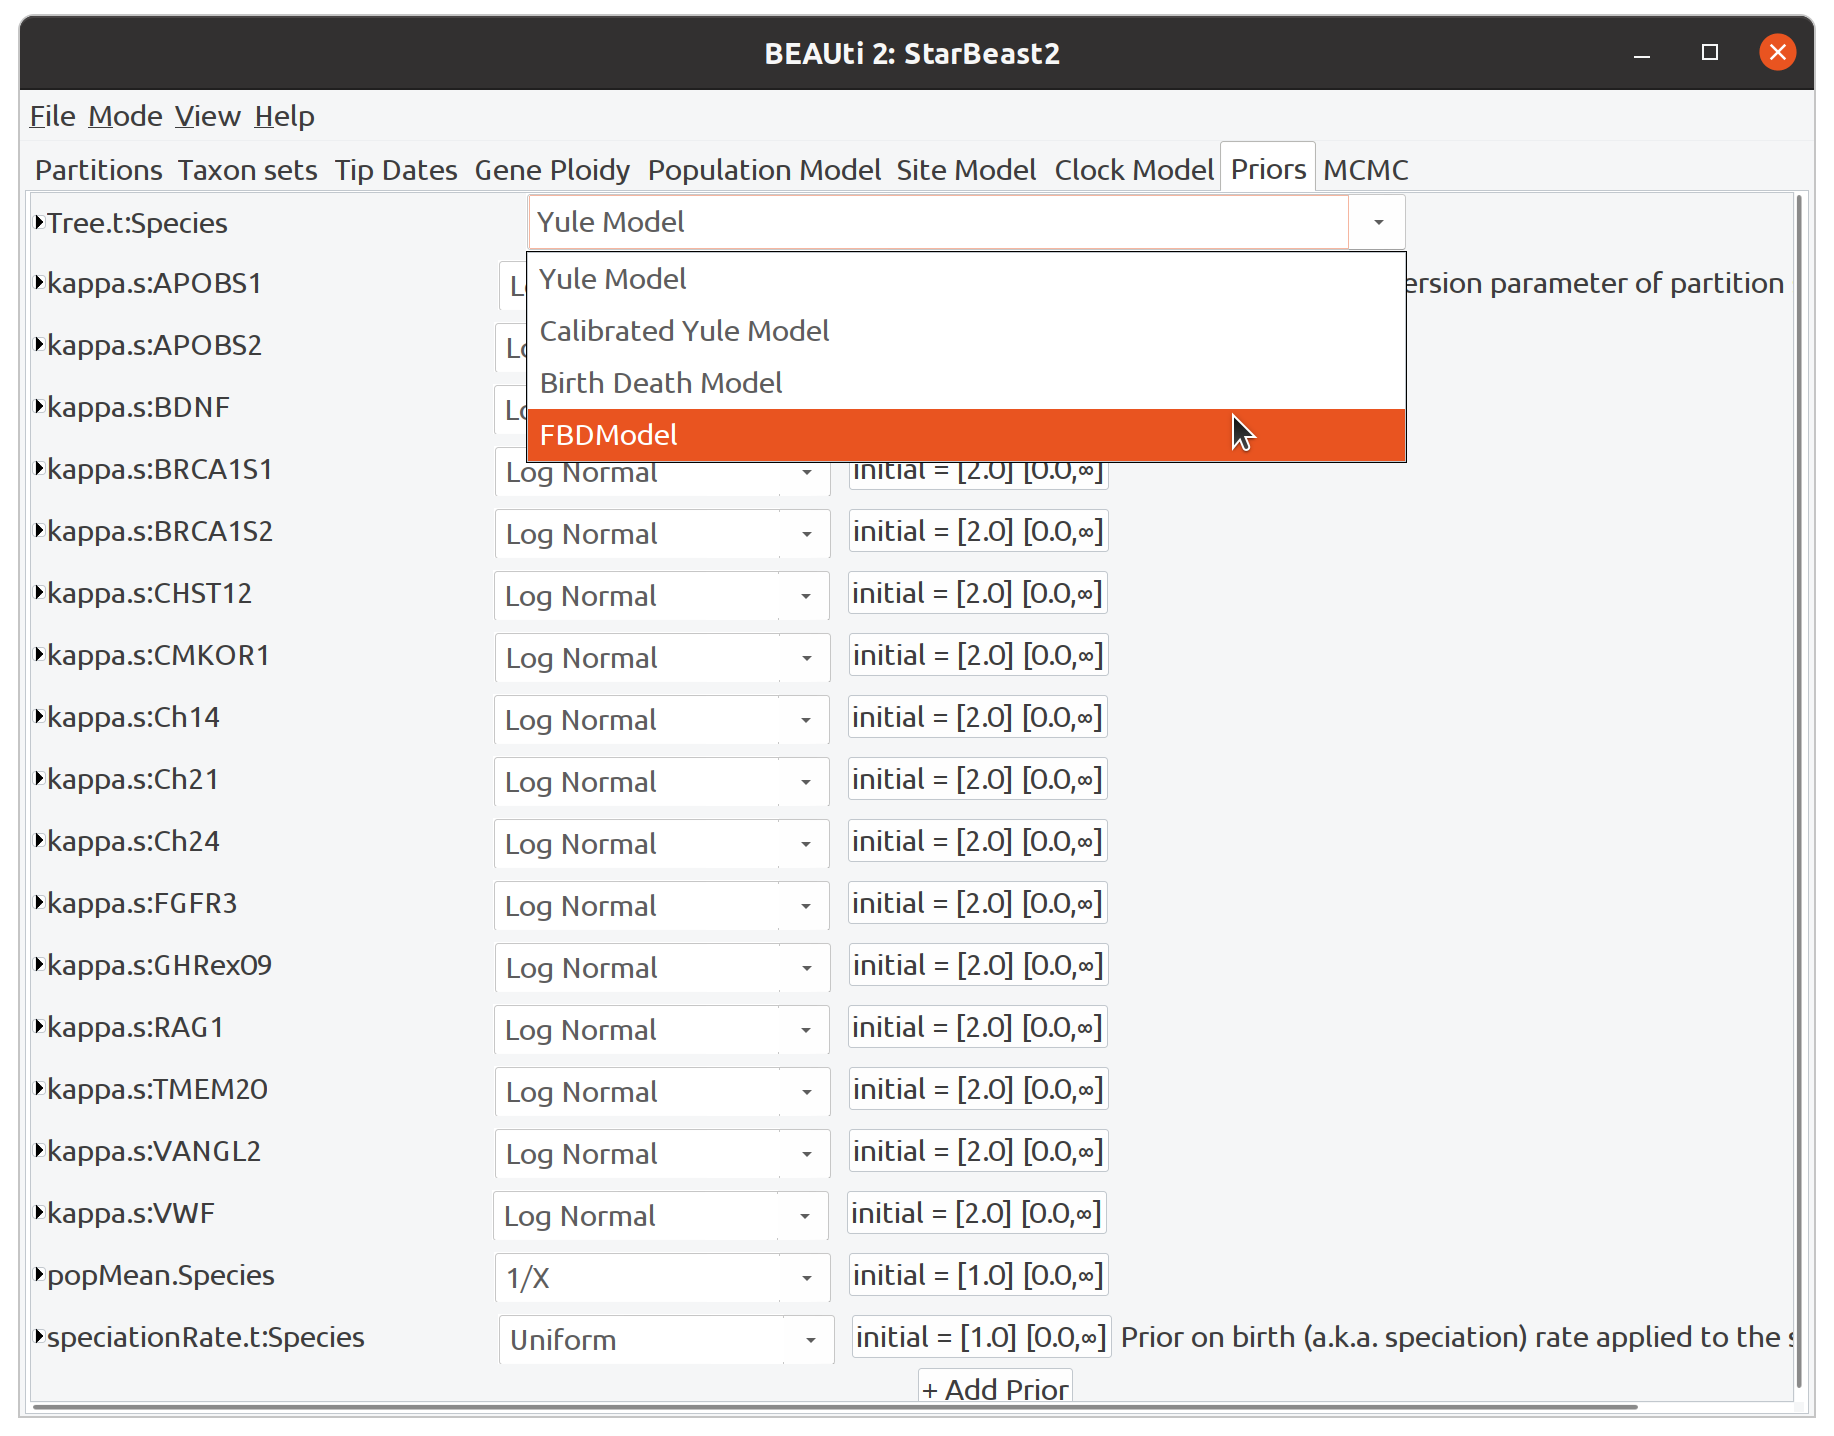 BEAUti 2: StarBeast2
File Mode View Help
Partitions Taxon sets Tip Dates Gene Ploidy Population Model Site Model Clock Model Priors MCMC
Tree.t:Species Yule Model
Yule Model
kappa.s:APOBS1 parameter of partition
Calibrated Yule Model
kappa.s:APOBS2
Birth Death Model
kappa.s:BDNF
FBDModel
kappa.s:BRCA1S1 Log Normal initial = [2.0] [0.0,∞]
kappa.s:BRCA1S2 Log Normal initial = [2.0] [0.0,∞]
kappa.s:CHST12 Log Normal initial = [2.0] [0.0,∞]
kappa.s:CMKOR1 Log Normal initial = [2.0] [0.0,∞]
kappa.s:Ch14 Log Normal initial = [2.0] [0.0,∞]
kappa.s:Ch21 Log Normal initial = [2.0] [0.0,∞]
kappa.s:Ch24 Log Normal initial = [2.0] [0.0,∞]
kappa.s:FGFR3 Log Normal initial = [2.0] [0.0,∞]
kappa.s:GHRex09 Log Normal initial = [2.0] [0.0,∞]
kappa.s:RAG1 Log Normal initial = [2.0] [0.0,∞]
kappa.s:TMEM20 Log Normal initial = [2.0] [0.0,∞]
kappa.s:VANGL2 Log Normal initial = [2.0] [0.0,∞]
kappa.s:VWF Log Normal initial = [2.0] [0.0,∞]
popMean.Species 1/X initial = [1.0] [0.0,∞]
speciationRate.t:Species Uniform initial = [1.0] [0.0,∞] Prior on birth (a.k.a. speciation) rate applied to the
+ Add Prior